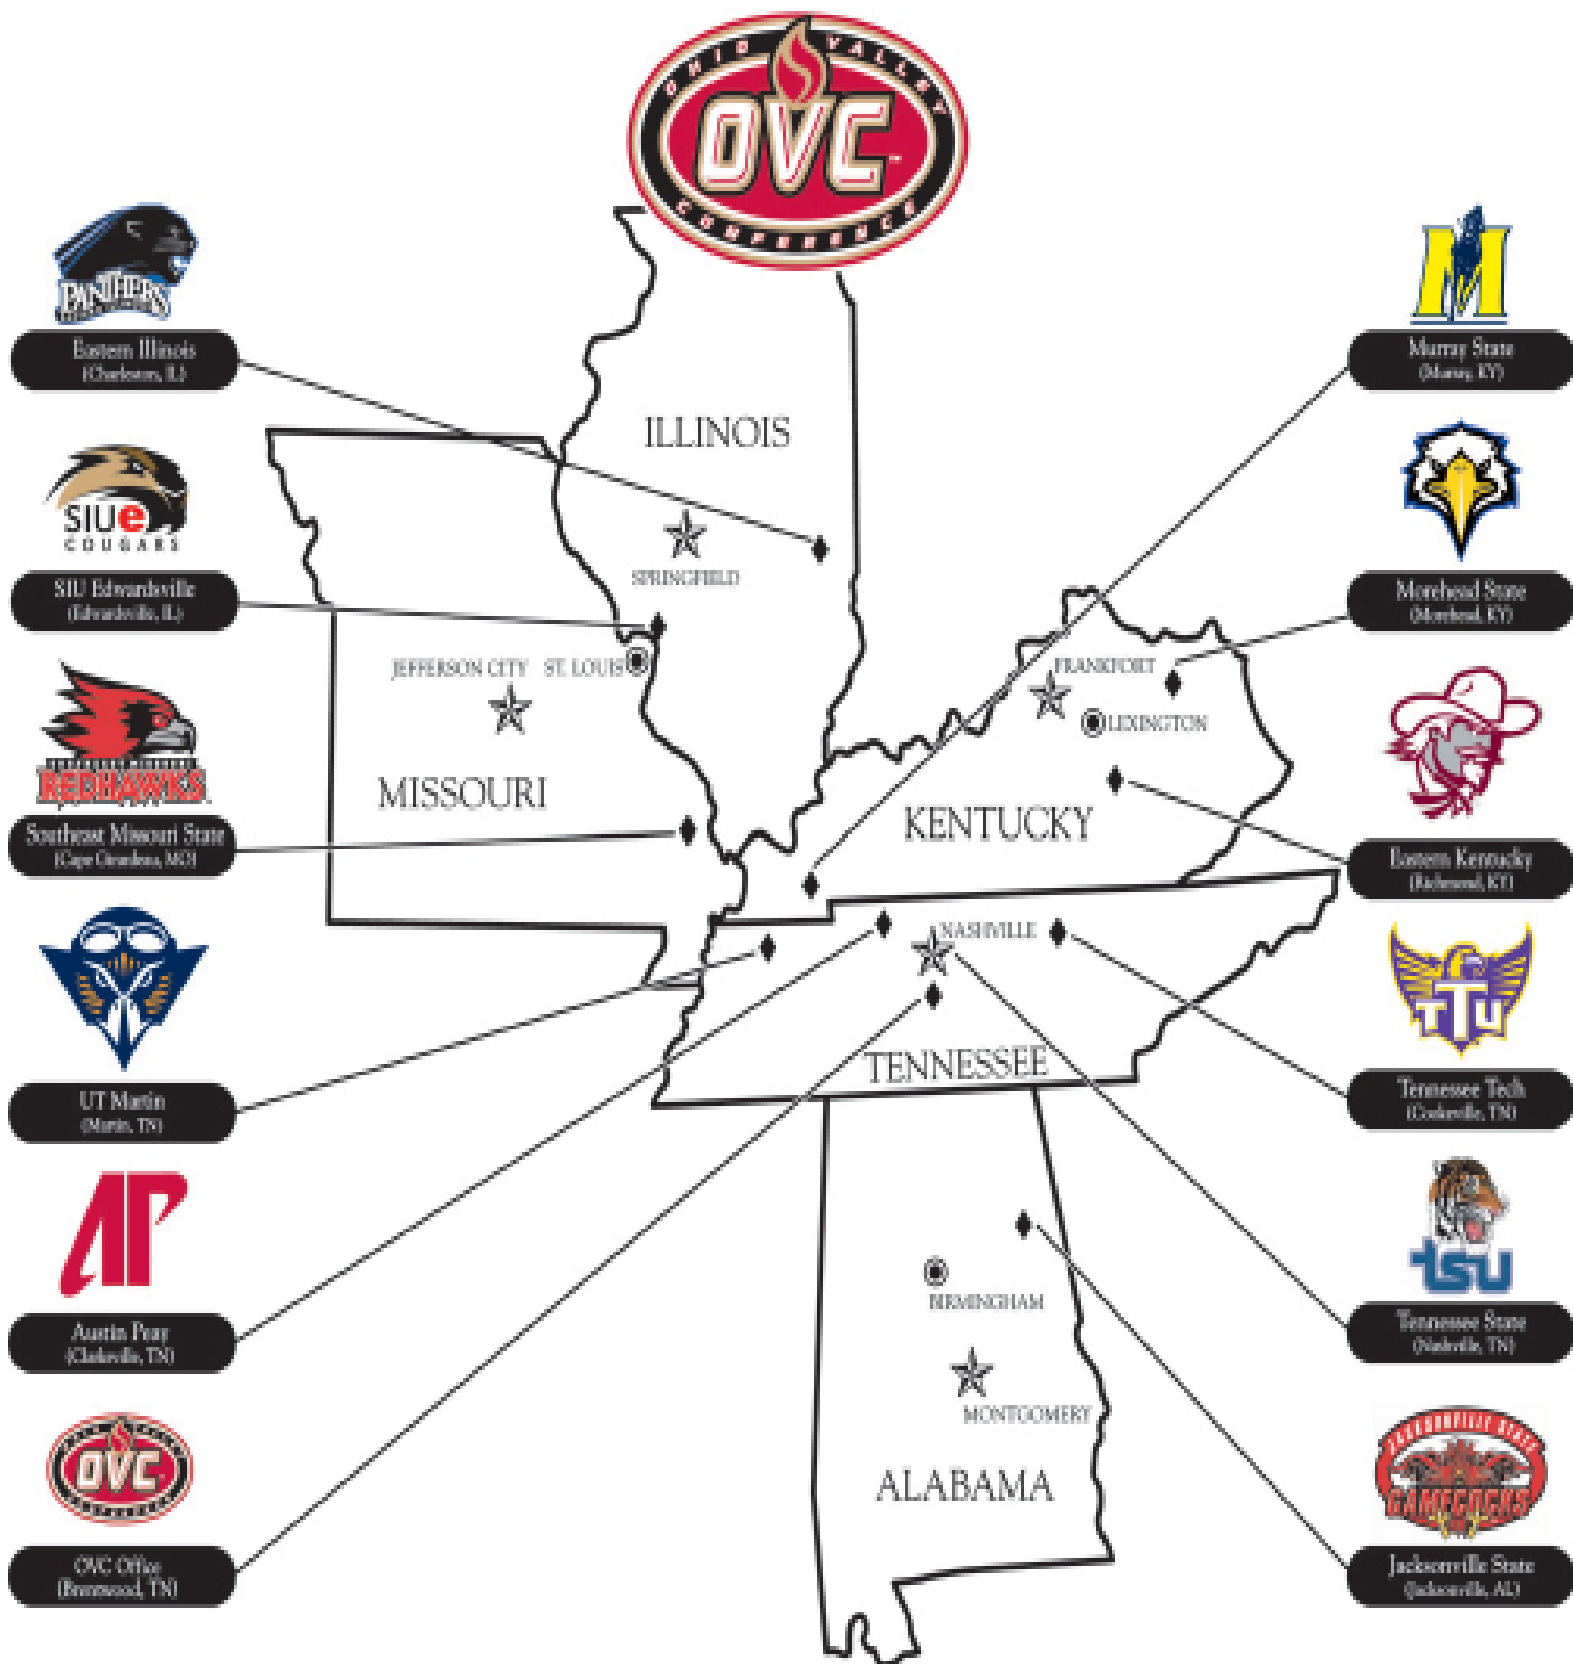 OHIO VALLEY
OVC
CONFERENCE
PANTHERS
Eastern Illinois
(Charleston, IL)
SIUe
COUGARS
SIU Edwardsville
(Edwardsville, IL)
REDHAWKS
Southeast Missouri State
(Cape Girardeau, MO)
UT Martin
(Martin, TN)
AP
Austin Peay
(Clarksville, TN)
OVC
OVC Office
(Brentwood, TN)
ILLINOIS
SPRINGFIELD
JEFFERSON CITY
ST. LOUIS
MISSOURI
FRANKFORT
LEXINGTON
KENTUCKY
NASHVILLE
TENNESSEE
BIRMINGHAM
MONTGOMERY
ALABAMA
M
Murray State
(Murray, KY)
Morehead State
(Morehead, KY)
Eastern Kentucky
(Richmond, KY)
TTU
Tennessee Tech
(Cookeville, TN)
tsu
Tennessee State
(Nashville, TN)
JACKSONVILLE STATE
GAMECOCKS
Jacksonville State
(Jacksonville, AL)